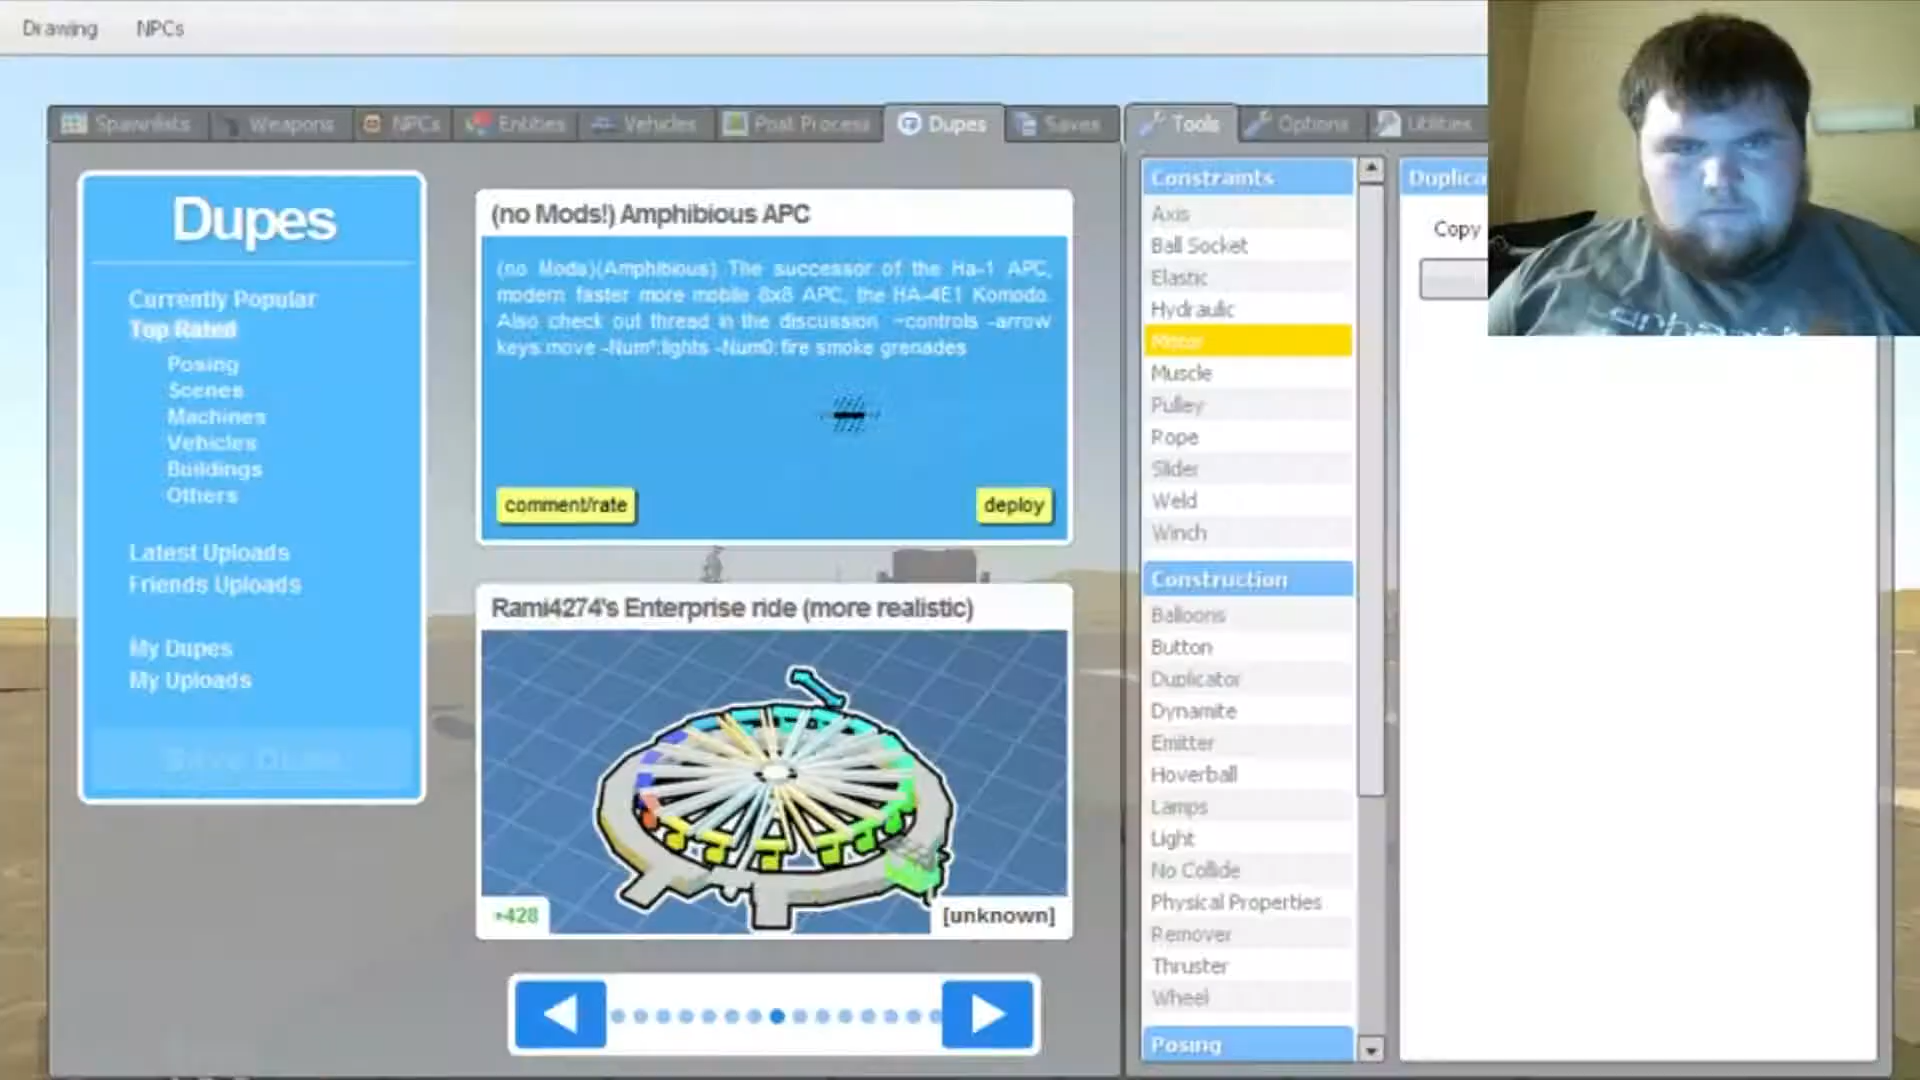 Drawing NPCs
Spawnlists Weapons NPCs Entities Vehicles Post Process Dupes Saves
Tools Options Utilities
Dupes
Currently Popular
Top Rated
Posing
Scenes
Machines
Vehicles
Buildings
Others
Latest Uploads
Friends Uploads
My Dupes
My Uploads
Save Dupe
(no Mods!) Amphibious APC
(no Mods)(Amphibious) The successor of the Ha-1 APC,
modern faster more mobile 8x8 APC, the HA-4E1 Komodo.
Also check out thread in the discussion ~controls -arrow
keys:move -Num*:lights -Num0:fire smoke grenades
comment/rate deploy
Rami4274's Enterprise ride (more realistic)
+428 [unknown]
Constraints
Axis
Ball Socket
Elastic
Hydraulic
Motor
Muscle
Pulley
Rope
Slider
Weld
Winch
Construction
Balloons
Button
Duplicator
Dynamite
Emitter
Hoverball
Lamps
Light
No Collide
Physical Properties
Remover
Thruster
Wheel
Posing
Duplica
Copy